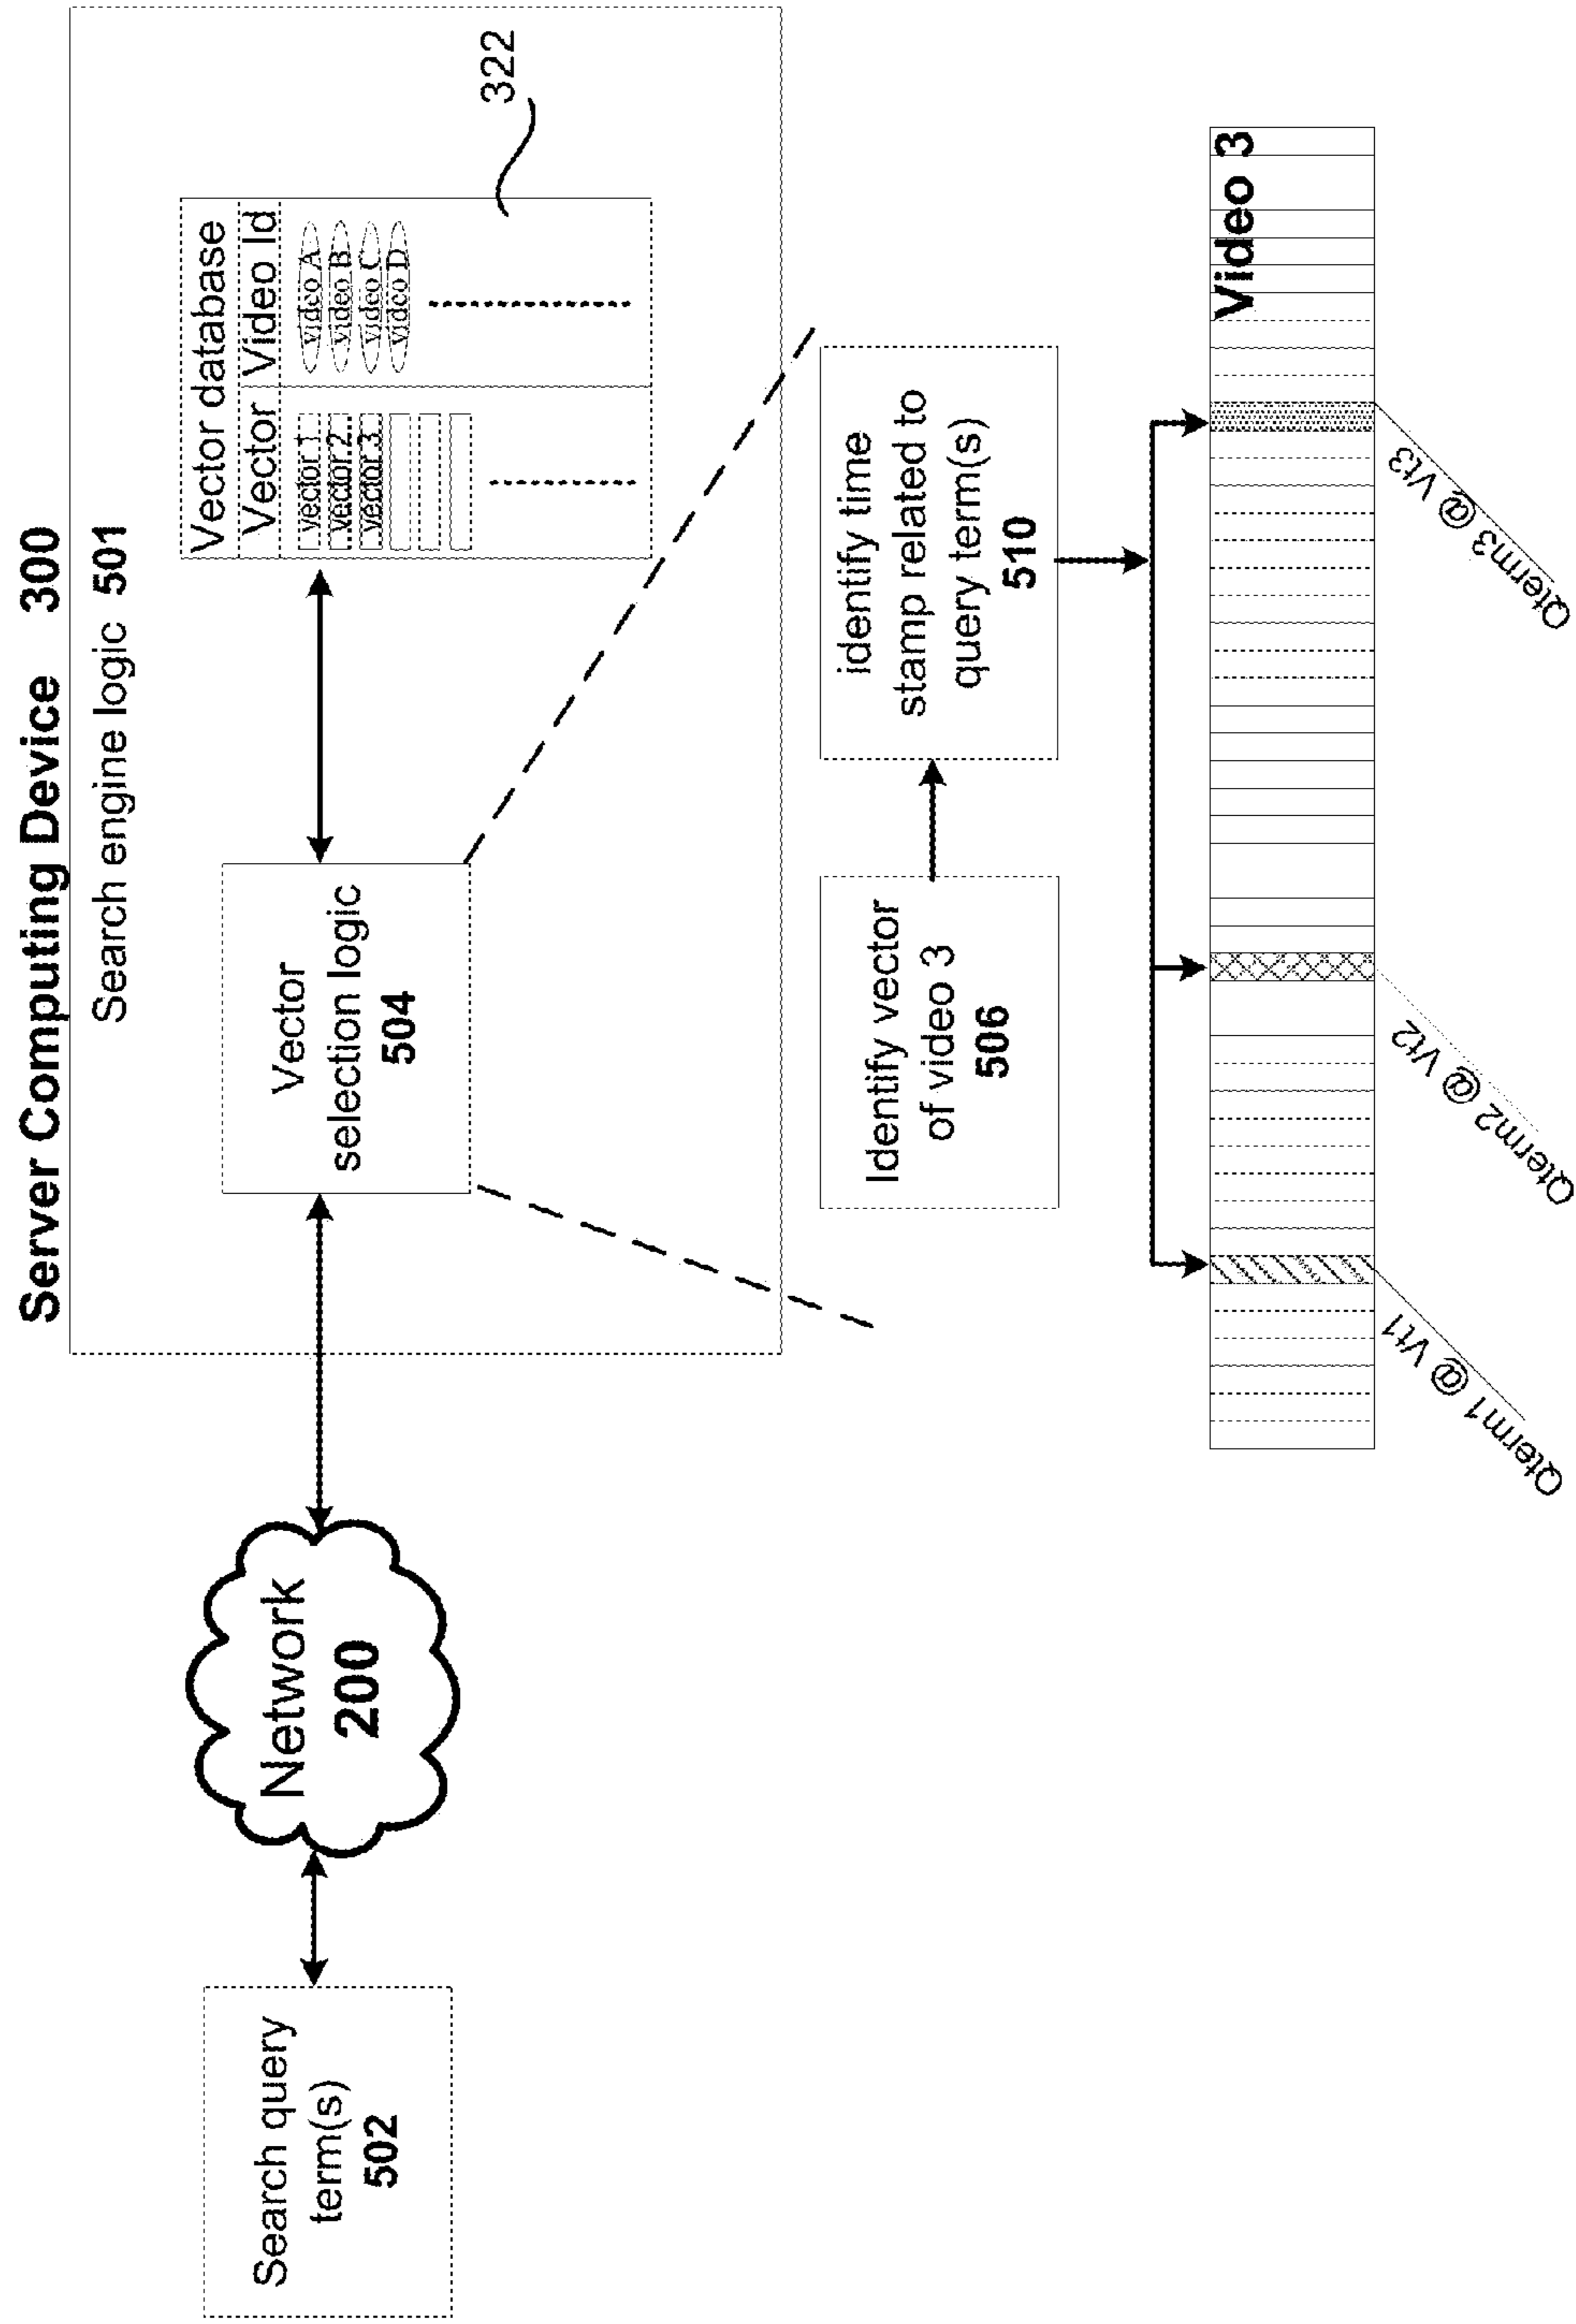 Server Computing Device 300
Search engine logic 501
Search query
term(s)
502
Network
200
Vector
selection logic
504
Vector database
Vector Video Id
vector 1
vector 2
vector 3
video A
video B
video C
video D
322
Identify vector
of video 3
506
identify time
stamp related to
query term(s)
510
Video 3
Qterm1 @ Vt1
Qterm2 @ Vt2
Qterm3 @ Vt3